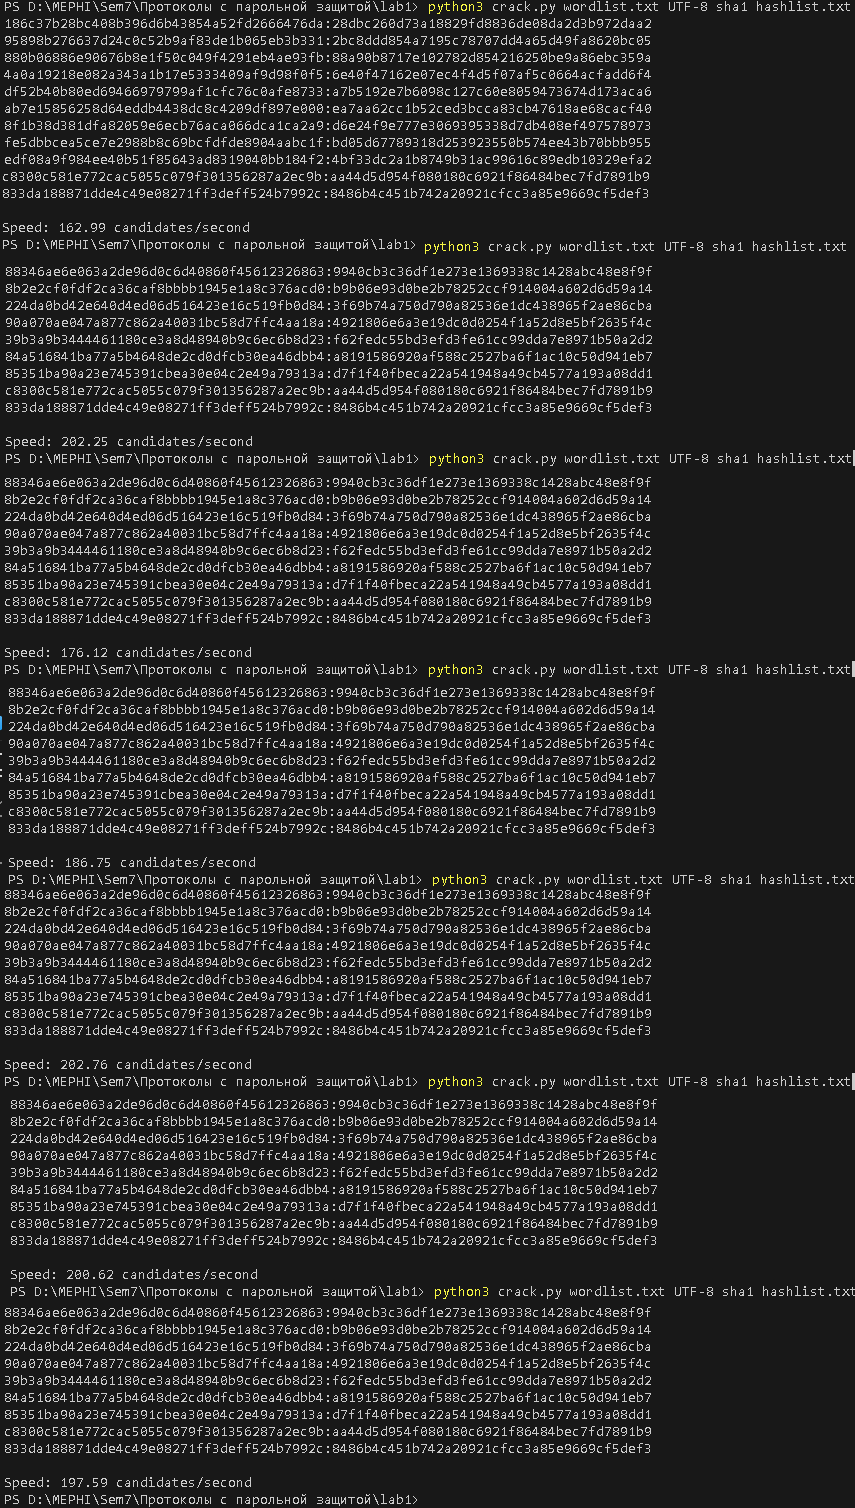 PS D:\MEPHI\Sem7\Протоколы с парольной защитой\lab1> python3 crack.py wordlist.txt UTF-8 sha1 hashlist.txt
186c37b28bc408b396d6b43854a52fd2666476da:28dbc260d73a18829fd8836de08da2d3b972daa2
95898b276637d24c0c52b9af83de1b065eb3b331:2bc8ddd854a7195c78707dd4a65d49fa8620bc05
880b06886e90676b8e1f50c049f4291eb4ae93fb:88a90b8717e102782d854216250be9a86ebc359a
4a0a19218e082a343a1b17e5333409af9d98f0f5:6e40f47162e07ec4f4d5f07af5c0664acfadd6f4
df52b40b80ed69466979799af1cfc76c0afe8733:a7b5192e7b6098c127c60e8059473674d173aca6
ab7e15856258d64eddb4438dc8c4209df897e000:ea7aa62cc1b52ced3bcca83cb47618ae68cacf40
8f1b38d381dfa82059e6ecb76aca066dca1ca2a9:d6e24f9e777e3069395338d7db408ef497578973
fe5dbbcea5ce7e2988b8c69bcfdfde8904aabc1f:bd05d67789318d253923550b574ee43b70bbb955
edf08a9f984ee40b51f85643ad8319040bb184f2:4bf33dc2a1b8749b31ac99616c89edb10329efa2
c8300c581e772cac5055c079f301356287a2ec9b:aa44d5d954f080180c6921f86484bec7fd7891b9
833da188871dde4c49e08271ff3deff524b7992c:8486b4c451b742a20921cfcc3a85e9669cf5def3
Speed: 162.99 candidates/second
PS D:\MEPHI\Sem7\Протоколы с парольной защитой\lab1> python3 crack.py wordlist.txt UTF-8 sha1 hashlist.txt
88346ae6e063a2de96d0c6d40860f45612326863:9940cb3c36df1e273e1369338c1428abc48e8f9f
8b2e2cf0fdf2ca36caf8bbbb1945e1a8c376acd0:b9b06e93d0be2b78252ccf914004a602d6d59a14
224da0bd42e640d4ed06d516423e16c519fb0d84:3f69b74a750d790a82536e1dc438965f2ae86cba
90a070ae047a877c862a40031bc58d7ffc4aa18a:4921806e6a3e19dc0d0254f1a52d8e5bf2635f4c
39b3a9b3444461180ce3a8d48940b9c6ec6b8d23:f62fedc55bd3efd3fe61cc99dda7e8971b50a2d2
84a516841ba77a5b4648de2cd0dfcb30ea46dbb4:a8191586920af588c2527ba6f1ac10c50d941eb7
85351ba90a23e745391cbea30e04c2e49a79313a:d7f1f40fbeca22a541948a49cb4577a193a08dd1
c8300c581e772cac5055c079f301356287a2ec9b:aa44d5d954f080180c6921f86484bec7fd7891b9
833da188871dde4c49e08271ff3deff524b7992c:8486b4c451b742a20921cfcc3a85e9669cf5def3
Speed: 202.25 candidates/second
PS D:\MEPHI\Sem7\Протоколы с парольной защитой\lab1> python3 crack.py wordlist.txt UTF-8 sha1 hashlist.txt
88346ae6e063a2de96d0c6d40860f45612326863:9940cb3c36df1e273e1369338c1428abc48e8f9f
8b2e2cf0fdf2ca36caf8bbbb1945e1a8c376acd0:b9b06e93d0be2b78252ccf914004a602d6d59a14
224da0bd42e640d4ed06d516423e16c519fb0d84:3f69b74a750d790a82536e1dc438965f2ae86cba
90a070ae047a877c862a40031bc58d7ffc4aa18a:4921806e6a3e19dc0d0254f1a52d8e5bf2635f4c
39b3a9b3444461180ce3a8d48940b9c6ec6b8d23:f62fedc55bd3efd3fe61cc99dda7e8971b50a2d2
84a516841ba77a5b4648de2cd0dfcb30ea46dbb4:a8191586920af588c2527ba6f1ac10c50d941eb7
85351ba90a23e745391cbea30e04c2e49a79313a:d7f1f40fbeca22a541948a49cb4577a193a08dd1
c8300c581e772cac5055c079f301356287a2ec9b:aa44d5d954f080180c6921f86484bec7fd7891b9
833da188871dde4c49e08271ff3deff524b7992c:8486b4c451b742a20921cfcc3a85e9669cf5def3
Speed: 176.12 candidates/second
PS D:\MEPHI\Sem7\Протоколы с парольной защитой\lab1> python3 crack.py wordlist.txt UTF-8 sha1 hashlist.txt
88346ae6e063a2de96d0c6d40860f45612326863:9940cb3c36df1e273e1369338c1428abc48e8f9f
8b2e2cf0fdf2ca36caf8bbbb1945e1a8c376acd0:b9b06e93d0be2b78252ccf914004a602d6d59a14
224da0bd42e640d4ed06d516423e16c519fb0d84:3f69b74a750d790a82536e1dc438965f2ae86cba
90a070ae047a877c862a40031bc58d7ffc4aa18a:4921806e6a3e19dc0d0254f1a52d8e5bf2635f4c
39b3a9b3444461180ce3a8d48940b9c6ec6b8d23:f62fedc55bd3efd3fe61cc99dda7e8971b50a2d2
84a516841ba77a5b4648de2cd0dfcb30ea46dbb4:a8191586920af588c2527ba6f1ac10c50d941eb7
85351ba90a23e745391cbea30e04c2e49a79313a:d7f1f40fbeca22a541948a49cb4577a193a08dd1
c8300c581e772cac5055c079f301356287a2ec9b:aa44d5d954f080180c6921f86484bec7fd7891b9
833da188871dde4c49e08271ff3deff524b7992c:8486b4c451b742a20921cfcc3a85e9669cf5def3
Speed: 186.75 candidates/second
PS D:\MEPHI\Sem7\Протоколы с парольной защитой\lab1> python3 crack.py wordlist.txt UTF-8 sha1 hashlist.txt
88346ae6e063a2de96d0c6d40860f45612326863:9940cb3c36df1e273e1369338c1428abc48e8f9f
8b2e2cf0fdf2ca36caf8bbbb1945e1a8c376acd0:b9b06e93d0be2b78252ccf914004a602d6d59a14
224da0bd42e640d4ed06d516423e16c519fb0d84:3f69b74a750d790a82536e1dc438965f2ae86cba
90a070ae047a877c862a40031bc58d7ffc4aa18a:4921806e6a3e19dc0d0254f1a52d8e5bf2635f4c
39b3a9b3444461180ce3a8d48940b9c6ec6b8d23:f62fedc55bd3efd3fe61cc99dda7e8971b50a2d2
84a516841ba77a5b4648de2cd0dfcb30ea46dbb4:a8191586920af588c2527ba6f1ac10c50d941eb7
85351ba90a23e745391cbea30e04c2e49a79313a:d7f1f40fbeca22a541948a49cb4577a193a08dd1
c8300c581e772cac5055c079f301356287a2ec9b:aa44d5d954f080180c6921f86484bec7fd7891b9
833da188871dde4c49e08271ff3deff524b7992c:8486b4c451b742a20921cfcc3a85e9669cf5def3
Speed: 202.76 candidates/second
PS D:\MEPHI\Sem7\Протоколы с парольной защитой\lab1> python3 crack.py wordlist.txt UTF-8 sha1 hashlist.txt
88346ae6e063a2de96d0c6d40860f45612326863:9940cb3c36df1e273e1369338c1428abc48e8f9f
8b2e2cf0fdf2ca36caf8bbbb1945e1a8c376acd0:b9b06e93d0be2b78252ccf914004a602d6d59a14
224da0bd42e640d4ed06d516423e16c519fb0d84:3f69b74a750d790a82536e1dc438965f2ae86cba
90a070ae047a877c862a40031bc58d7ffc4aa18a:4921806e6a3e19dc0d0254f1a52d8e5bf2635f4c
39b3a9b3444461180ce3a8d48940b9c6ec6b8d23:f62fedc55bd3efd3fe61cc99dda7e8971b50a2d2
84a516841ba77a5b4648de2cd0dfcb30ea46dbb4:a8191586920af588c2527ba6f1ac10c50d941eb7
85351ba90a23e745391cbea30e04c2e49a79313a:d7f1f40fbeca22a541948a49cb4577a193a08dd1
c8300c581e772cac5055c079f301356287a2ec9b:aa44d5d954f080180c6921f86484bec7fd7891b9
833da188871dde4c49e08271ff3deff524b7992c:8486b4c451b742a20921cfcc3a85e9669cf5def3
Speed: 200.62 candidates/second
PS D:\MEPHI\Sem7\Протоколы с парольной защитой\lab1> python3 crack.py wordlist.txt UTF-8 sha1 hashlist.txt
88346ae6e063a2de96d0c6d40860f45612326863:9940cb3c36df1e273e1369338c1428abc48e8f9f
8b2e2cf0fdf2ca36caf8bbbb1945e1a8c376acd0:b9b06e93d0be2b78252ccf914004a602d6d59a14
224da0bd42e640d4ed06d516423e16c519fb0d84:3f69b74a750d790a82536e1dc438965f2ae86cba
90a070ae047a877c862a40031bc58d7ffc4aa18a:4921806e6a3e19dc0d0254f1a52d8e5bf2635f4c
39b3a9b3444461180ce3a8d48940b9c6ec6b8d23:f62fedc55bd3efd3fe61cc99dda7e8971b50a2d2
84a516841ba77a5b4648de2cd0dfcb30ea46dbb4:a8191586920af588c2527ba6f1ac10c50d941eb7
85351ba90a23e745391cbea30e04c2e49a79313a:d7f1f40fbeca22a541948a49cb4577a193a08dd1
c8300c581e772cac5055c079f301356287a2ec9b:aa44d5d954f080180c6921f86484bec7fd7891b9
833da188871dde4c49e08271ff3deff524b7992c:8486b4c451b742a20921cfcc3a85e9669cf5def3
Speed: 197.59 candidates/second
PS D:\MEPHI\Sem7\Протоколы с парольной защитой\lab1>